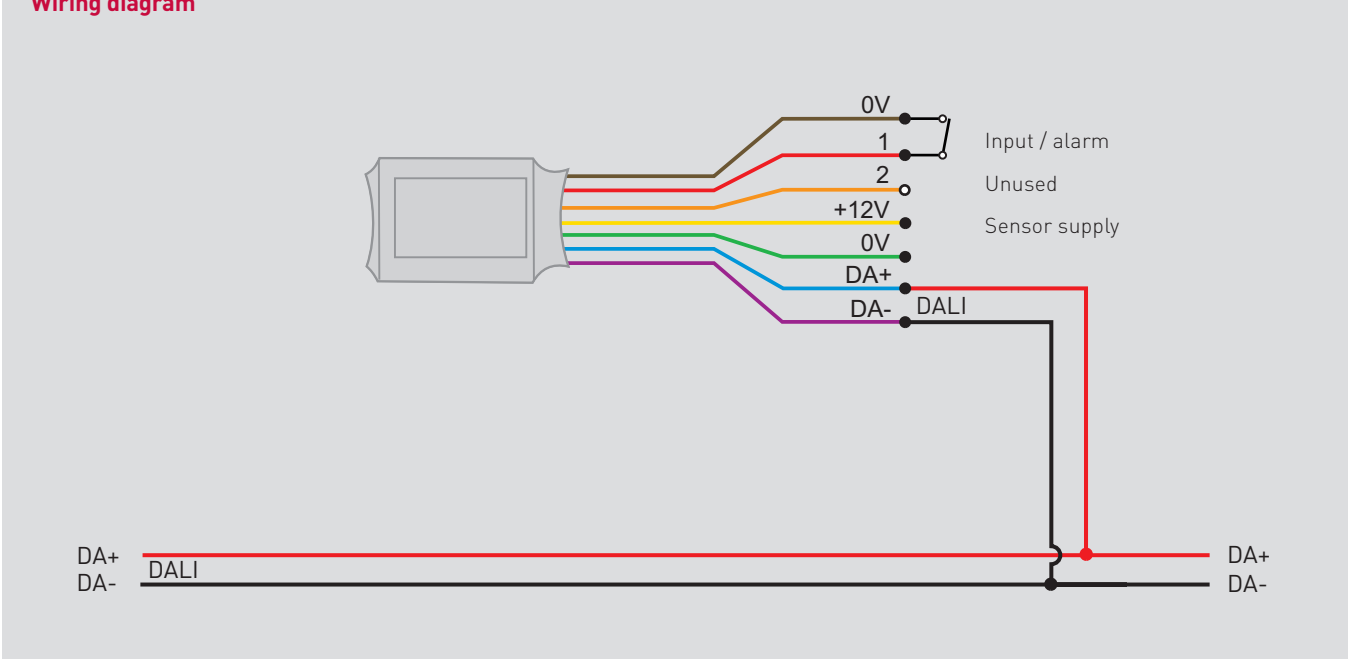 Wiring diagram
0V
1
Input / alarm
2
Unused
+12V
Sensor supply
0V
DA+
DA- DALI
DA+ DA+
DALI
DA- DA-